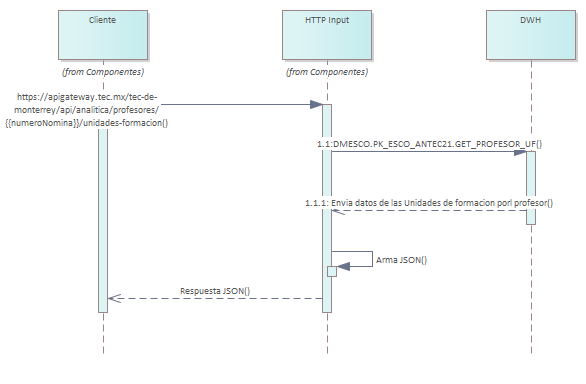 Cliente
HTTP Input
DWH
(from Componentes)
(from Componentes)
https://apigateway.tec.mx/tec-de-
monterrey/api/analitica/profesores/
{{numeroNomina}}/unidades-formacion()
1.1:DMESCO.PK_ESCO_ANTEC21.GET_PROFESOR_UF()
1.1.1: Envia datos de las Unidades de formacion porl profesor()
Arma JSON()
Respuesta JSON()